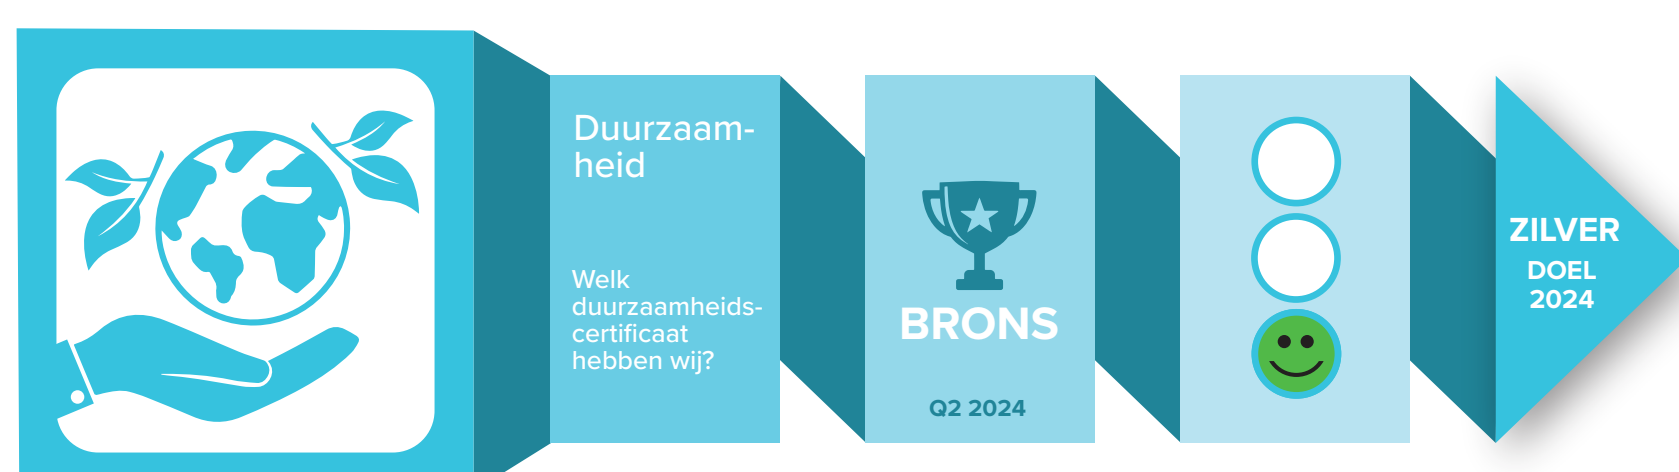 Duurzaam-
heid
Welk
duurzaamheids-
certificaat
hebben wij?
BRONS
Q2 2024
ZILVER
DOEL
2024